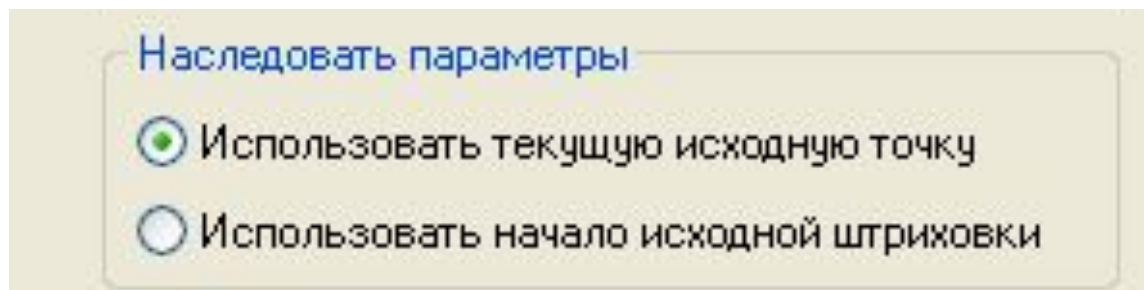 Наследовать параметры
Использовать текущую исходную точку
Использовать начало исходной штриховки